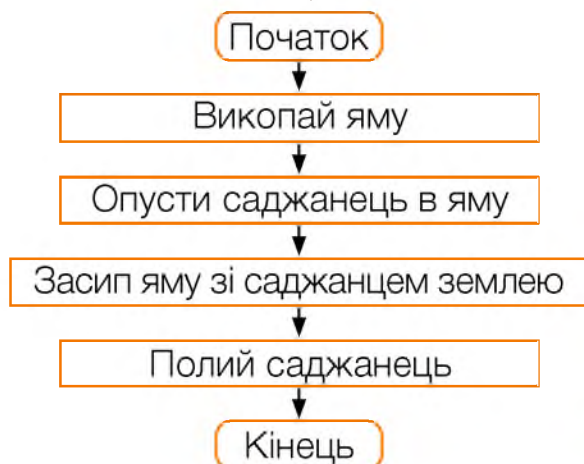 Початок
Викопай яму
Опусти саджанець в яму
Засип яму зі саджанцем землею
Полий саджанець
Кінець